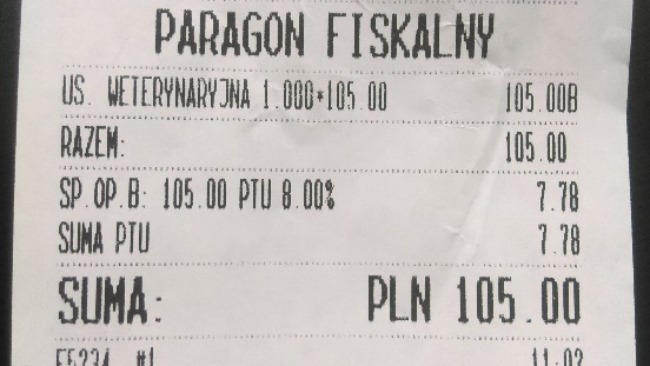 PARAGON FISKALNY
US. WETERYNARYJNA 1.000*105.00 105.00B
RAZEM: 105.00
SP.OP.B: 105.00 PTU 8.00% 7.78
SUMA PTU 7.78
SUMA: PLN 105.00